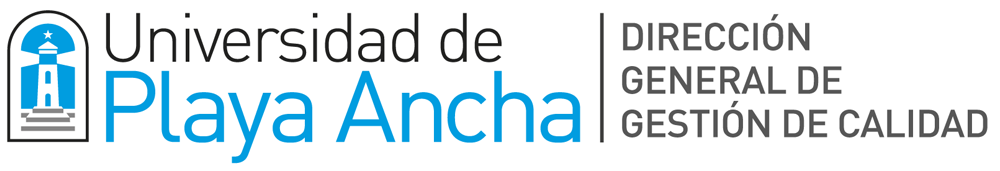 Universidad de
Playa Ancha
DIRECCIÓN
GENERAL DE
GESTIÓN DE CALIDAD